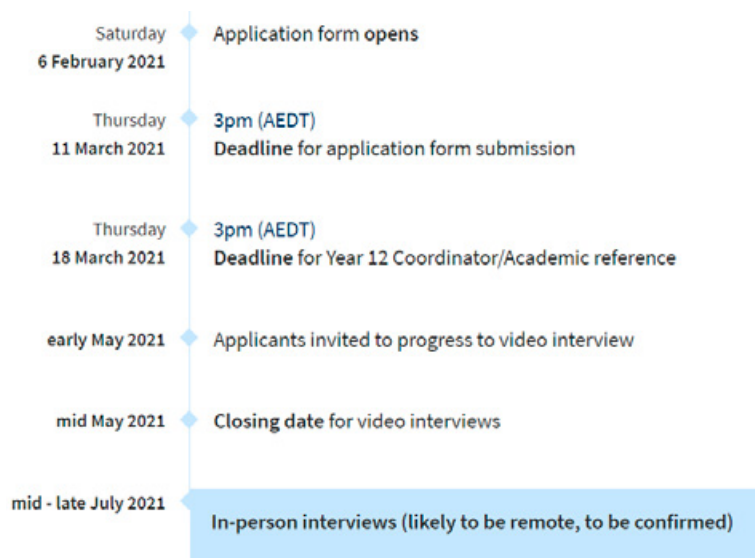 Saturday
6 February 2021
Application form opens
Thursday
11 March 2021
3pm (AEDT)
Deadline for application form submission
Thursday
18 March 2021
3pm (AEDT)
Deadline for Year 12 Coordinator/Academic reference
early May 2021
Applicants invited to progress to video interview
mid May 2021
Closing date for video interviews
mid - late July 2021
In-person interviews (likely to be remote, to be confirmed)